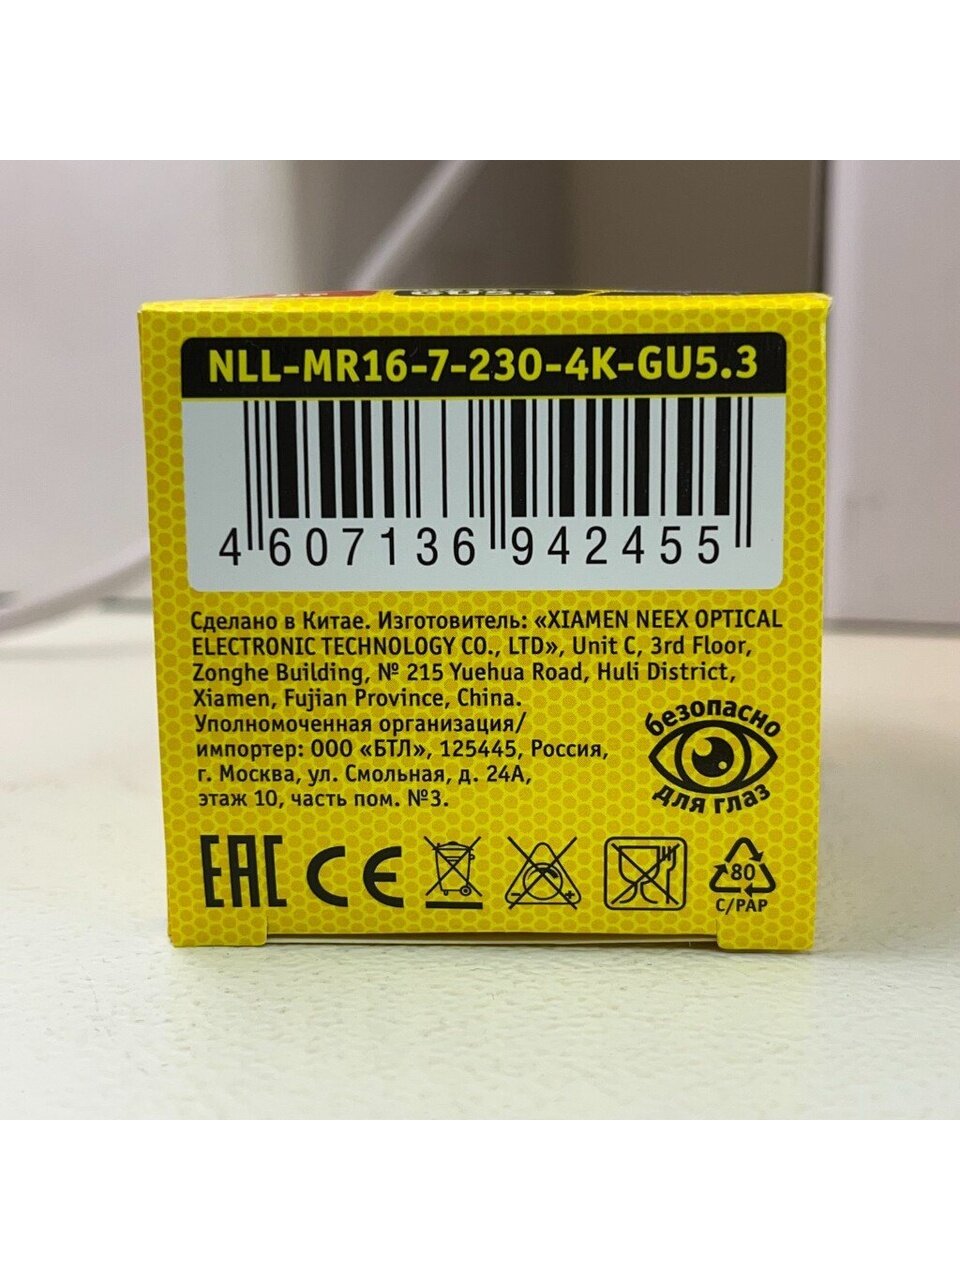 GU5.3
NLL-MR16-7-230-4K-GU5.3
4 607136 942455
Сделано в Китае. Изготовитель: «XIAMEN NEEX OPTICAL
ELECTRONIC TECHNOLOGY CO., LTD», Unit C, 3rd Floor,
Zonghe Building, № 215 Yuehua Road, Huli District,
Xiamen, Fujian Province, China.
Уполномоченная организация/
импортер: ООО «БТЛ», 125445, Россия,
г. Москва, ул. Смольная, д. 24А,
этаж 10, часть пом. №3.
безопасно
для глаз
EAC CE
80
C/PAP